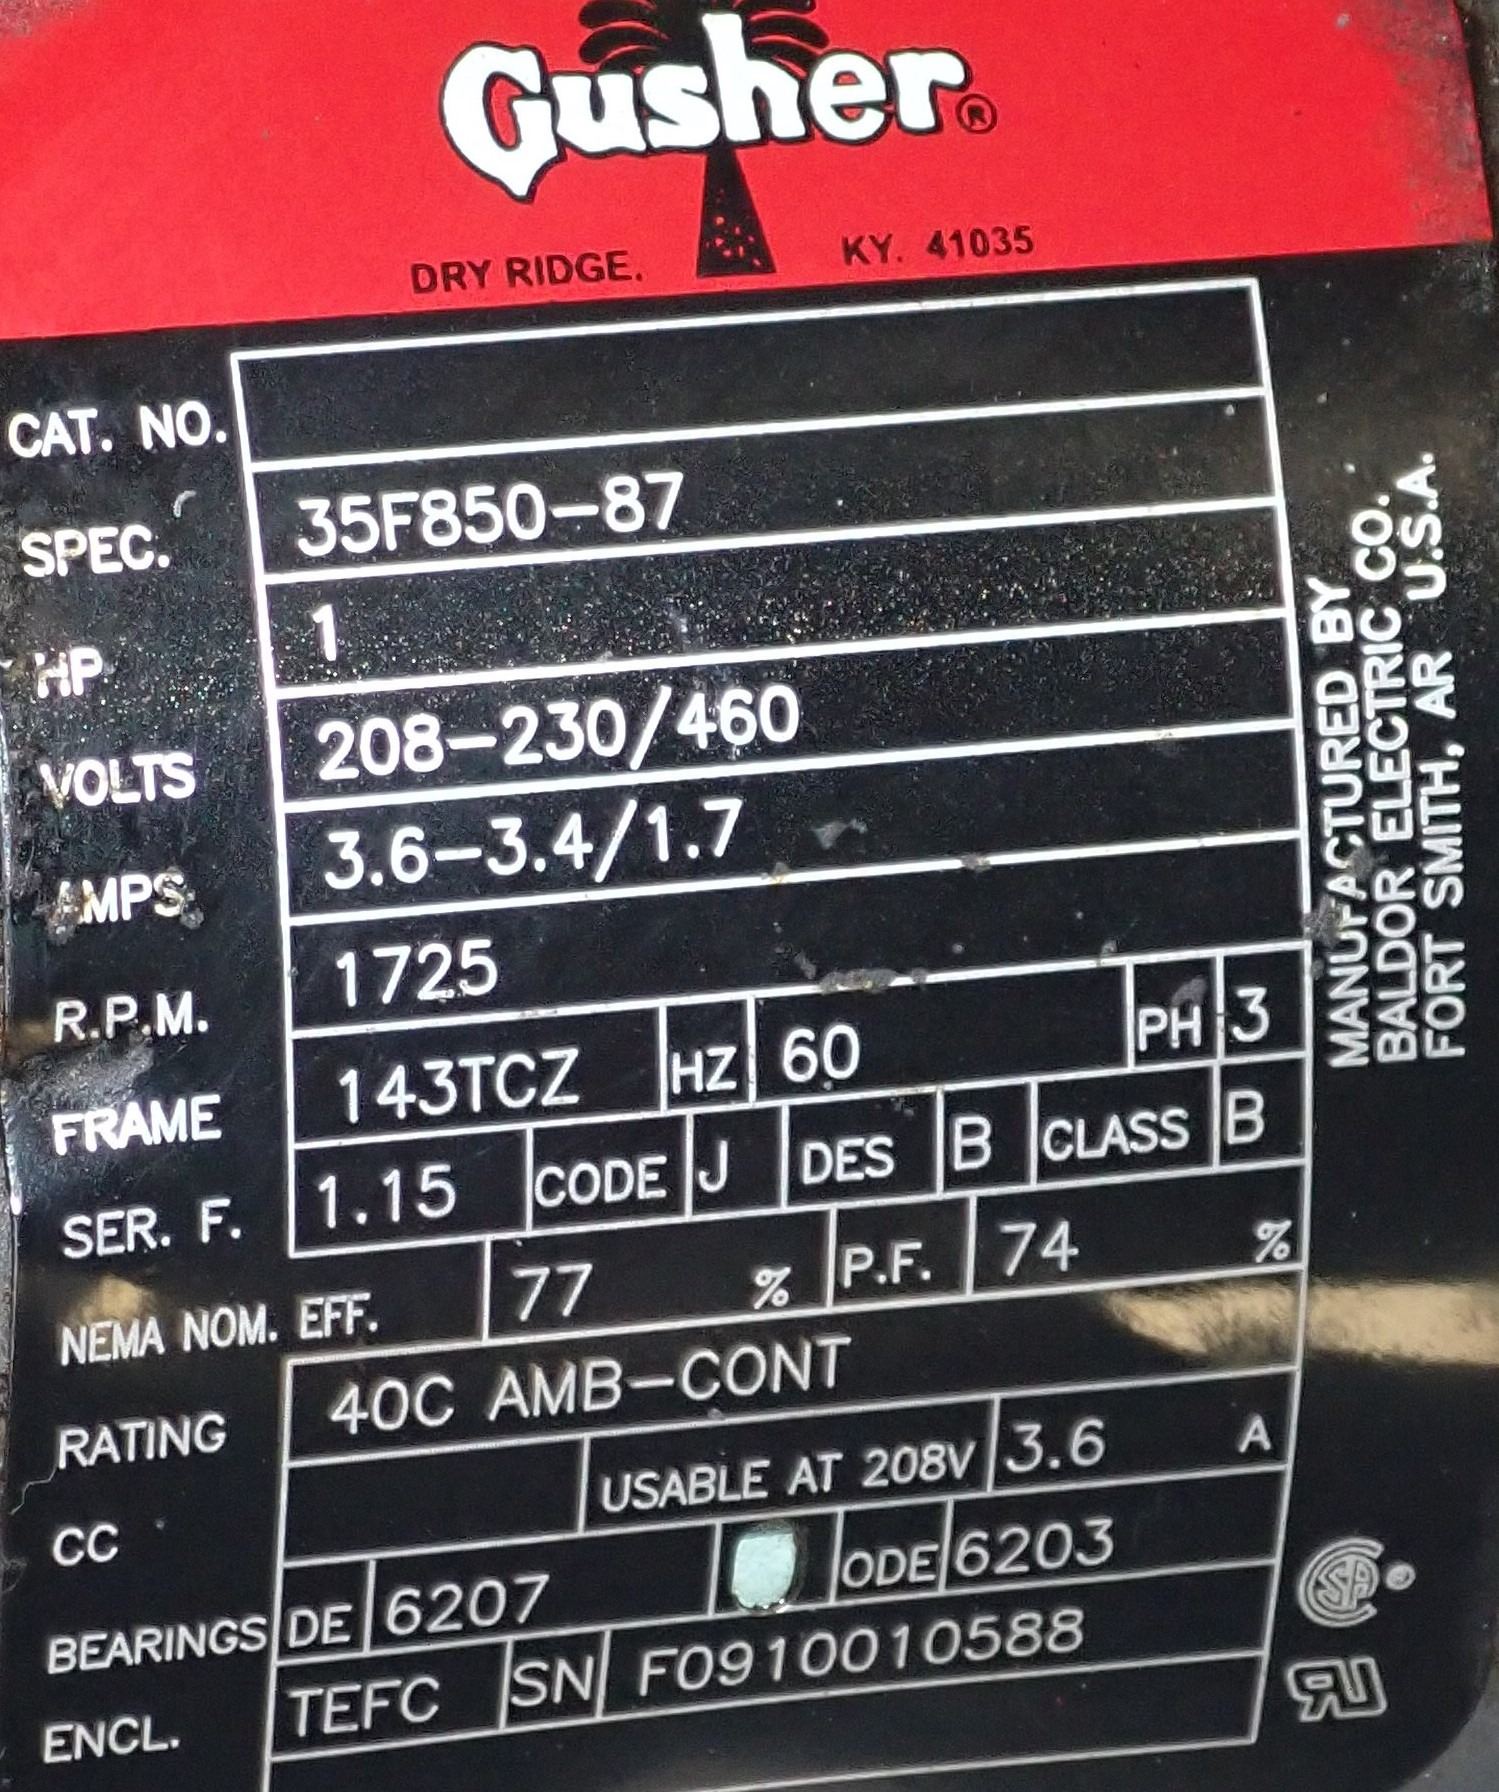 Gusher®
DRY RIDGE. KY. 41035
CAT. NO.
SPEC. 35F850-87
HP 1
VOLTS 208-230/460
AMPS. 3.6-3.4/1.7
R.P.M. 1725
FRAME 143TCZ HZ 60 PH 3
SER. F. 1.15 CODE J DES B CLASS B
NEMA NOM. EFF. 77 % P.F. 74 %
RATING 40C AMB-CONT
CC USABLE AT 208V 3.6 A
BEARINGS DE 6207 ODE 6203
ENCL. TEFC SN F0910010588
MANUFACTURED BY
BALDOR ELECTRIC CO.
FORT SMITH, AR U.S.A.